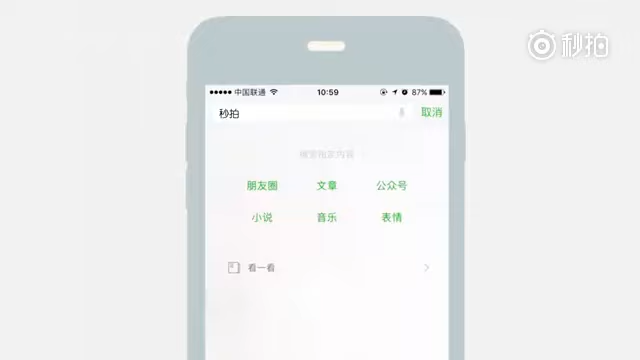 秒拍
中国联通 10:59 87%
秒拍 取消
搜索指定内容
朋友圈 文章 公众号
小说 音乐 表情
看一看